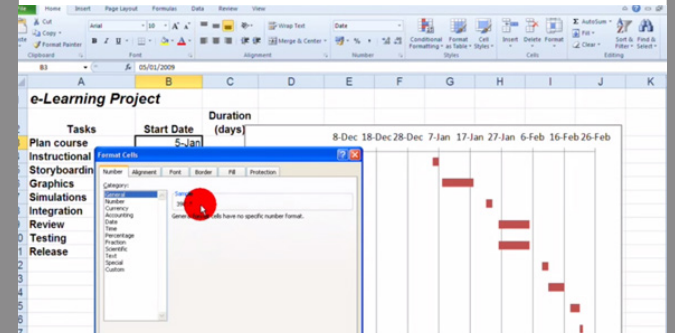 File Home Insert Page Layout Formulas Data Review View
Cut
Copy
Format Painter
Clipboard
Arial 10 A A
B I U
Font
Wrap Text
Merge & Center
Alignment
Date
%
Number
Conditional Formatting
Format as Table
Cell Styles
Styles
Insert Delete Format
Cells
AutoSum
Fill
Clear
Sort & Filter
Find & Select
Editing
B3 fx 05/01/2009
A B C D E F G H I J K
e-Learning Project
Duration
Tasks Start Date (days)
8-Dec 18-Dec 28-Dec 7-Jan 17-Jan 27-Jan 6-Feb 16-Feb 26-Feb
Plan course 5-Jan
Instructional
Storyboardin
Graphics
Simulations
Integration
Review
Testing
Release
Format Cells
Number Alignment Font Border Fill Protection
Category:
General
Number
Currency
Accounting
Date
Time
Percentage
Fraction
Scientific
Text
Special
Custom
Sample
General cells have no specific number format.